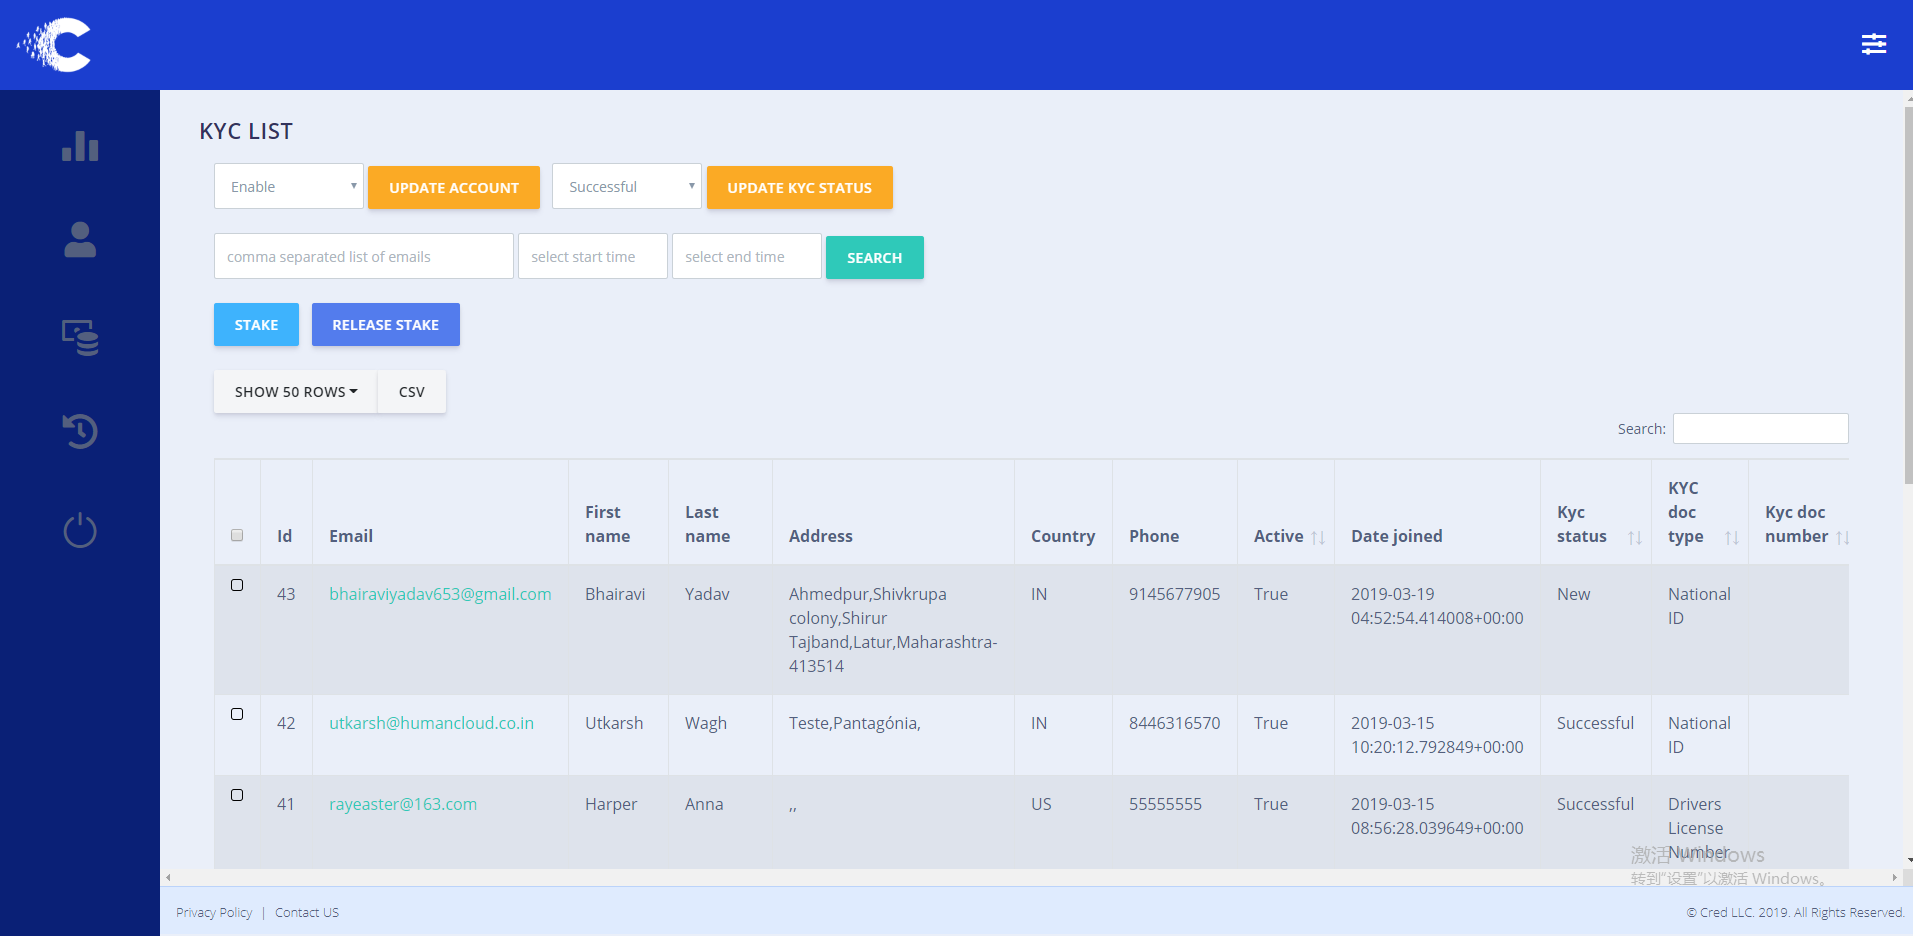 KYC LIST
Enable UPDATE ACCOUNT Successful UPDATE KYC STATUS
comma separated list of emails select start time select end time SEARCH
STAKE RELEASE STAKE
SHOW 50 ROWS CSV
Search:
Id Email First name Last name Address Country Phone Active Date joined Kyc status KYC doc type Kyc doc number
43 bhairaviyadav653@gmail.com Bhairavi Yadav Ahmedpur,Shivkrupa IN 9145677905 True 2019-03-19 New National
colony,Shirur 04:52:54.414008+00:00 ID
Tajband,Latur,Maharashtra-
413514
42 utkarsh@humancloud.co.in Utkarsh Wagh Teste,Pantagónia, IN 8446316570 True 2019-03-15 Successful National
10:20:12.792849+00:00 ID
41 rayeaster@163.com Harper Anna ,, US 55555555 True 2019-03-15 Successful Drivers
08:56:28.039649+00:00 License
Number
激活 Windows
转到“设置”以激活 Windows。
Privacy Policy | Contact US © Cred LLC. 2019. All Rights Reserved.